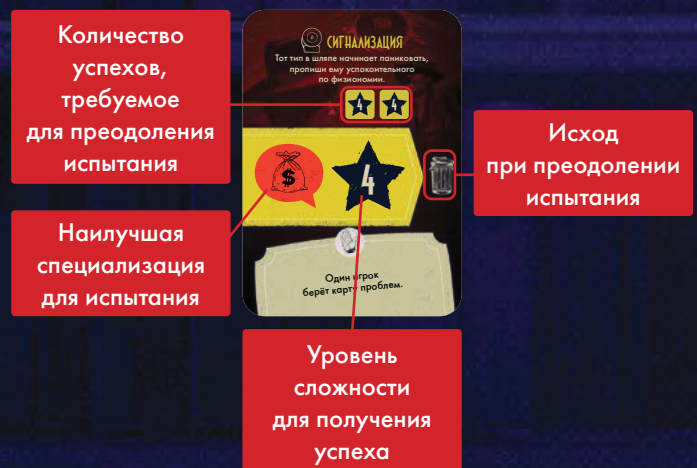 Количество
успехов,
требуемое
для преодоления
испытания
СИГНАЛИЗАЦИЯ
Тот тип в шляпе начинает паниковать,
пропиши ему успокоительного
по физиономии.
4 4
Исход
при преодолении
испытания
$ 4
Наилучшая
специализация
для испытания
Один игрок
берёт карту проблем.
Уровень
сложности
для получения
успеха